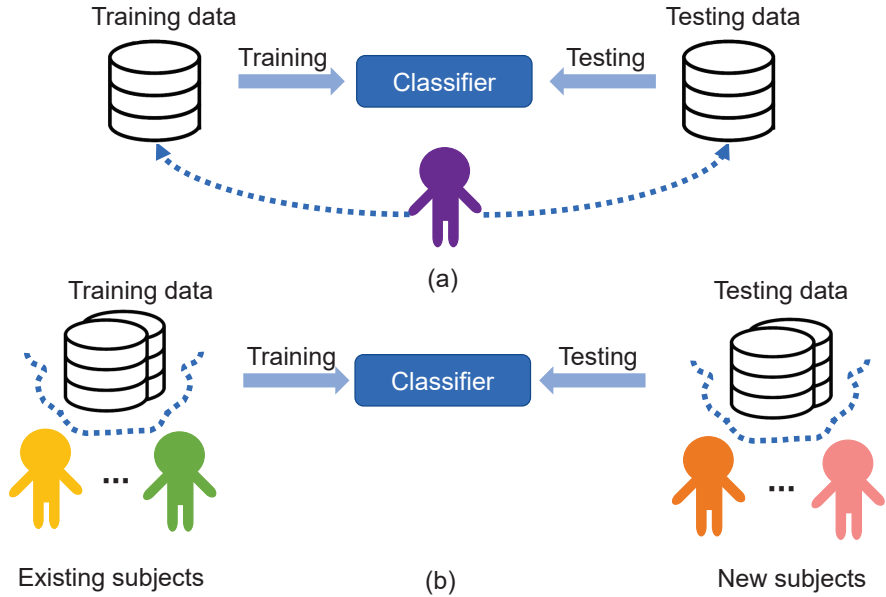 Training data
Testing data
Training
Classifier
Testing
(a)
Training data
Testing data
Training
Classifier
Testing
...
...
Existing subjects
(b)
New subjects